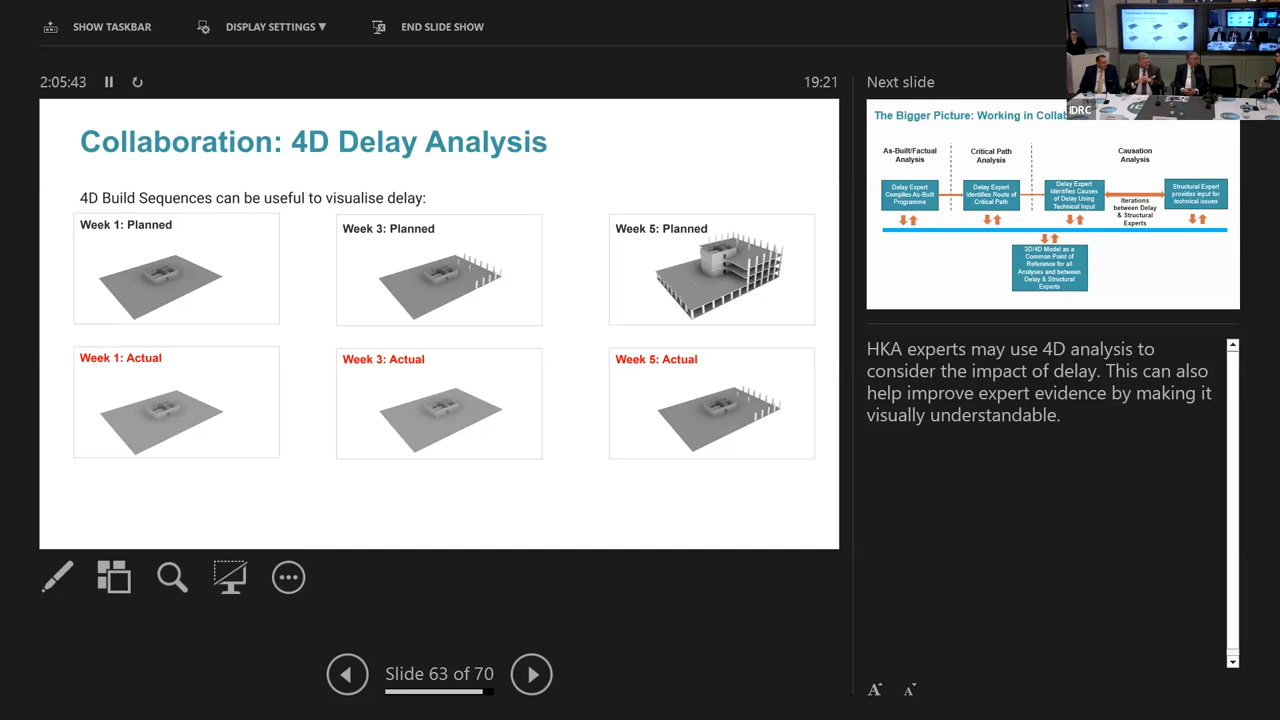 SHOW TASKBAR
DISPLAY SETTINGS ▼
END SLIDE SHOW
2:05:43
19:21
Collaboration: 4D Delay Analysis
4D Build Sequences can be useful to visualise delay:
Week 1: Planned
Week 3: Planned
Week 5: Planned
Week 1: Actual
Week 3: Actual
Week 5: Actual
Slide 63 of 70
Next slide
IDRC
The Bigger Picture: Working in Collab
As-Built/Factual
Analysis
Critical Path
Analysis
Causation
Analysis
Delay Expert
Compiles As-Built
Programme
Delay Expert
Identifies Route of
Critical Path
Delay Expert
Identifies Causes
of Delay Using
Technical Input
Iterations
between Delay
& Structural
Experts
Structural Expert
provides input for
technical issues
3D/4D Model as a
Common Point of
Reference for all
Analyses and between
Delay & Structural
Experts
HKA experts may use 4D analysis to
consider the impact of delay. This can also
help improve expert evidence by making it
visually understandable.
A A